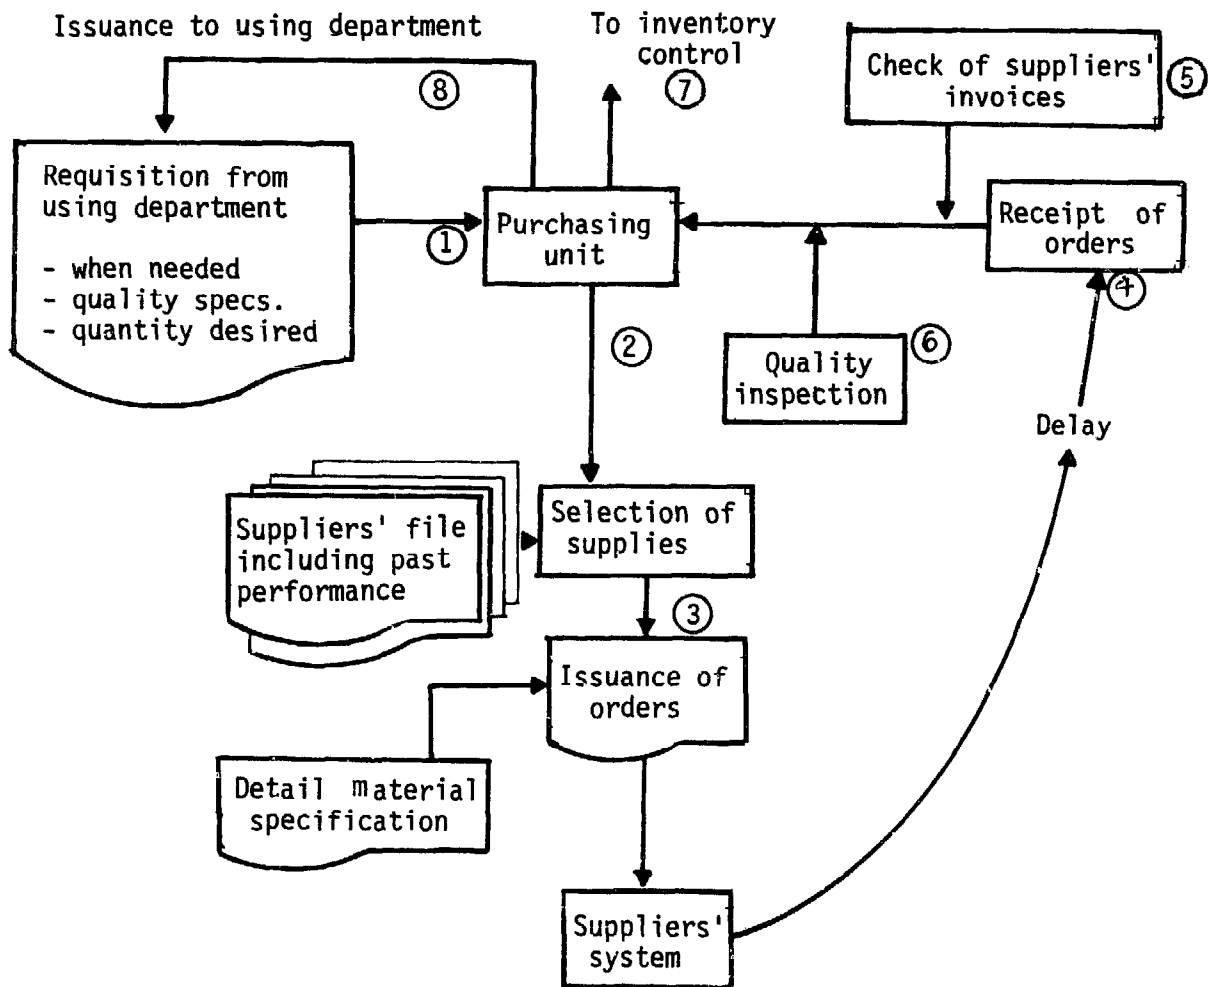 Issuance to using department
8
To inventory
control
7
Check of suppliers'
invoices
5
Requisition from
using department
- when needed
- quality specs.
- quantity desired
1
Purchasing
unit
Receipt of
orders
4
2
Quality
inspection
6
Delay
Suppliers' file
including past
performance
Selection of
supplies
3
Issuance of
orders
Detail material
specification
Suppliers'
system